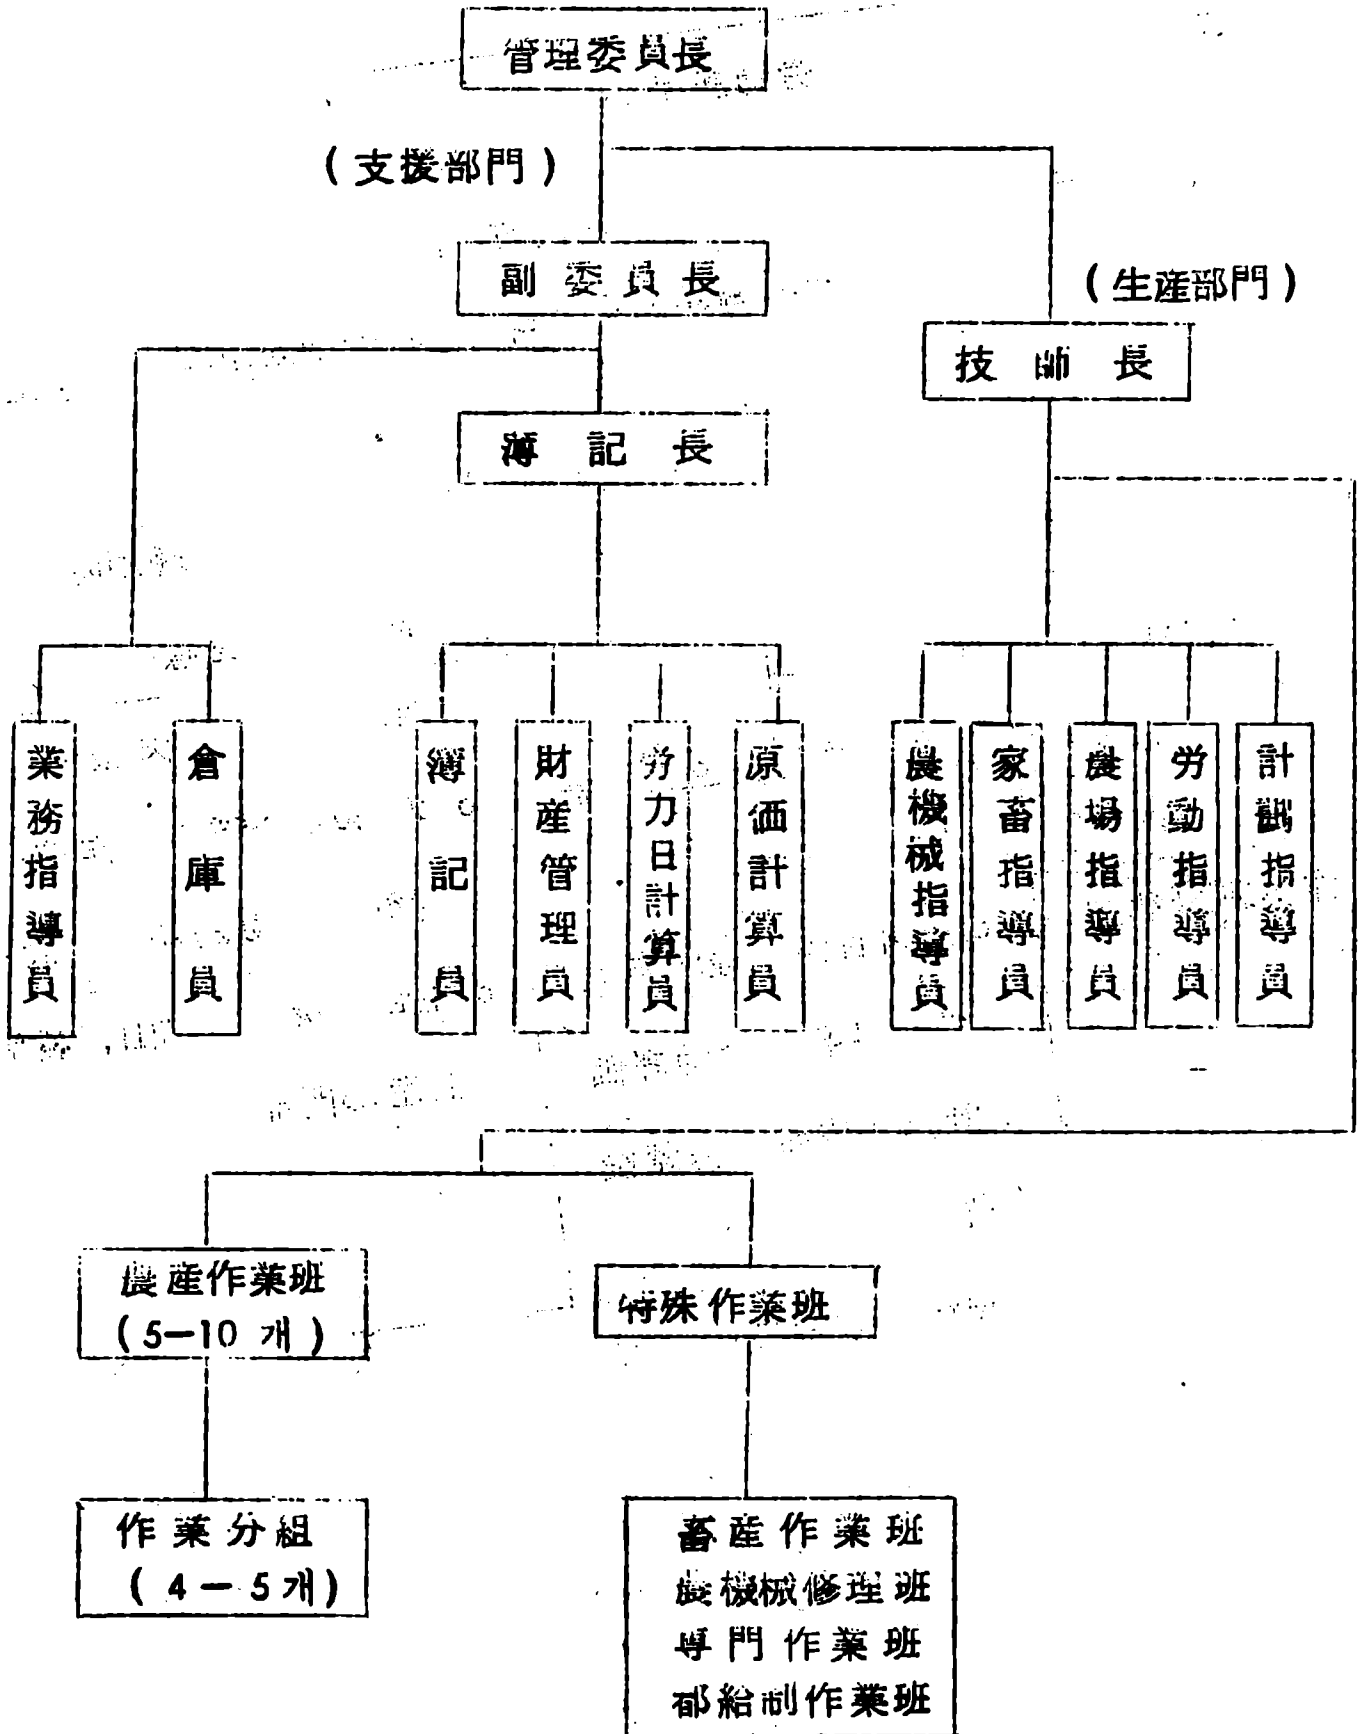 管理委員長
(支援部門)
副委員長
(生産部門)
技師長
簿記長
業務指導員
倉庫員
簿記員
財産管理員
労力日計算員
原価計算員
農機械指導員
家畜指導員
農場指導員
労動指導員
計劃指導員
農産作業班
(5-10 개)
特殊作業班
作業分組
(4-5개)
畜産作業班
農機械修理班
専門作業班
都給制作業班